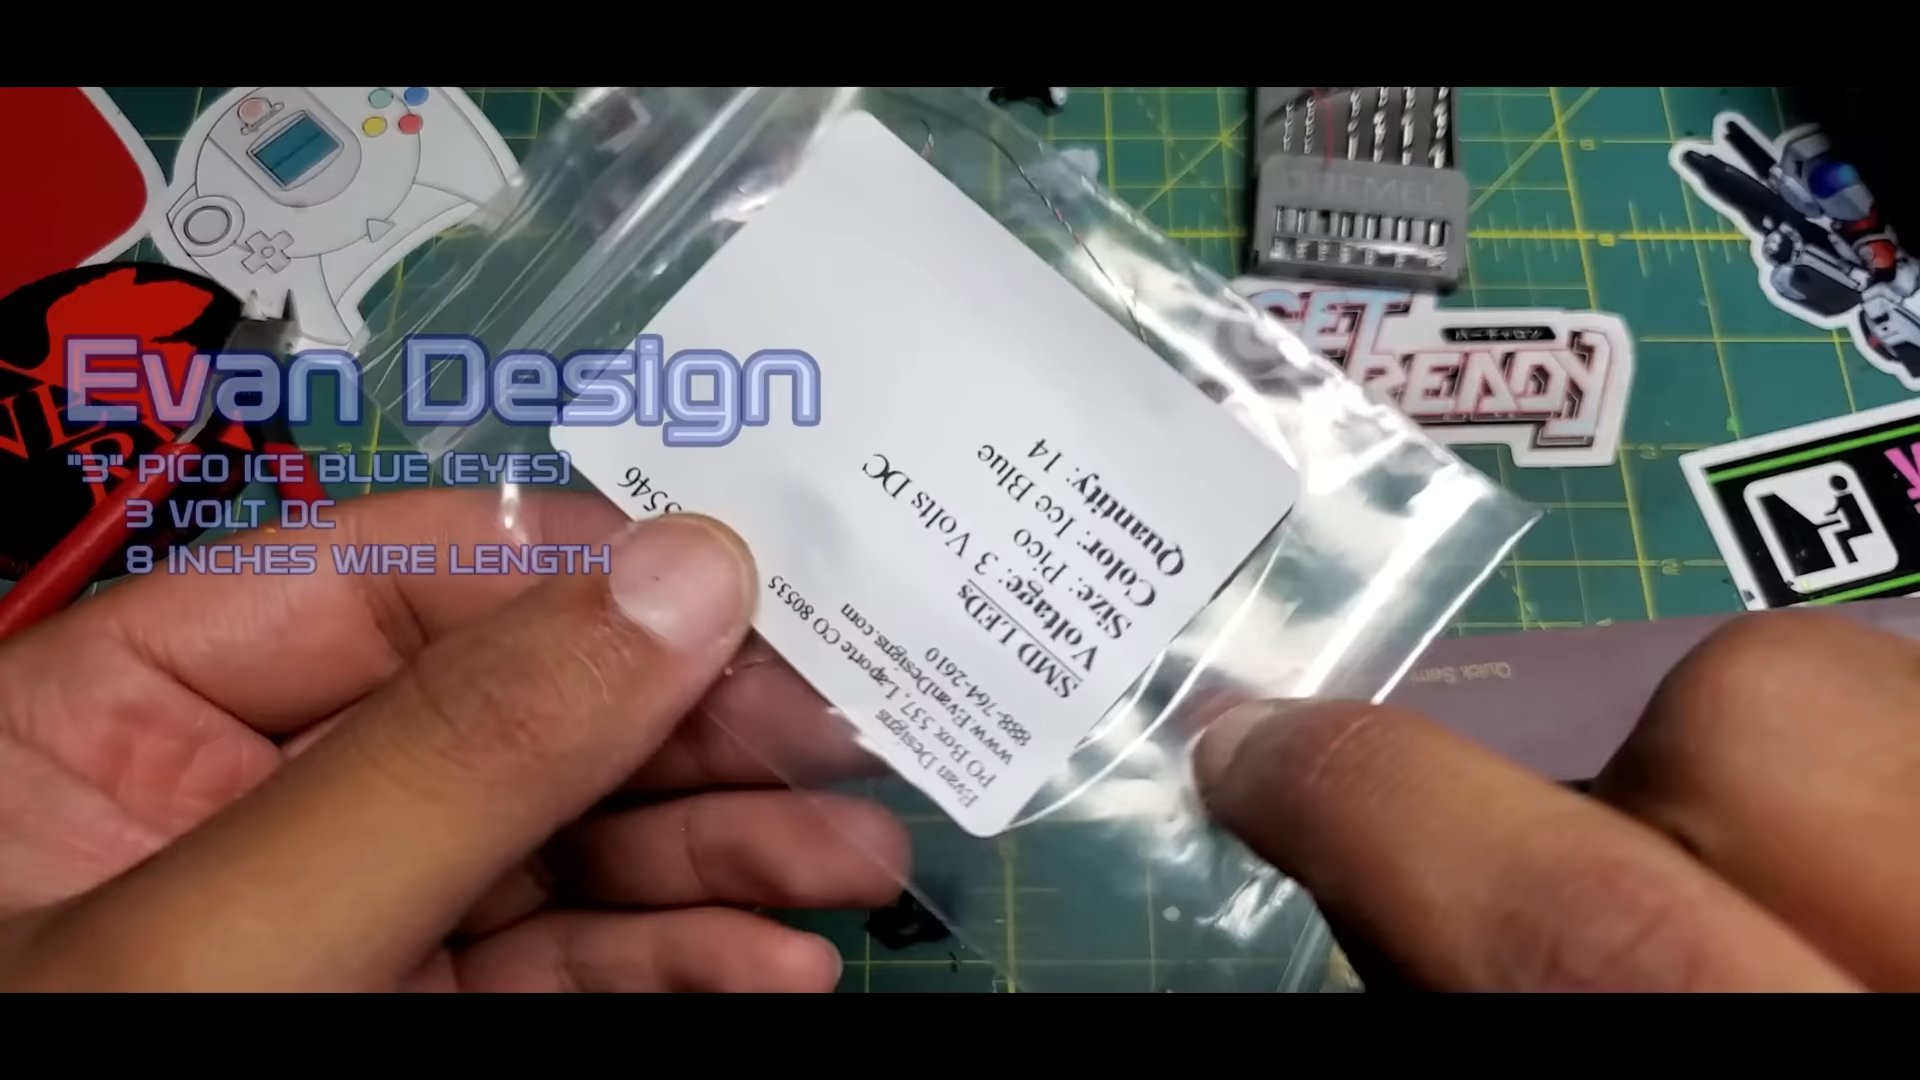 Evan Design
"3" PICO ICE BLUE (EYES)
3 VOLT DC
8 INCHES WIRE LENGTH
Evan Designs
PO Box 537, Laporte CO 80535
www.EvanDesigns.com
888-764-2610
SMD LEDs
Voltage: 3 Volts DC
Size: Pico
Color: Ice Blue
Quantity: 14
5546
DREMEL
GET
READY